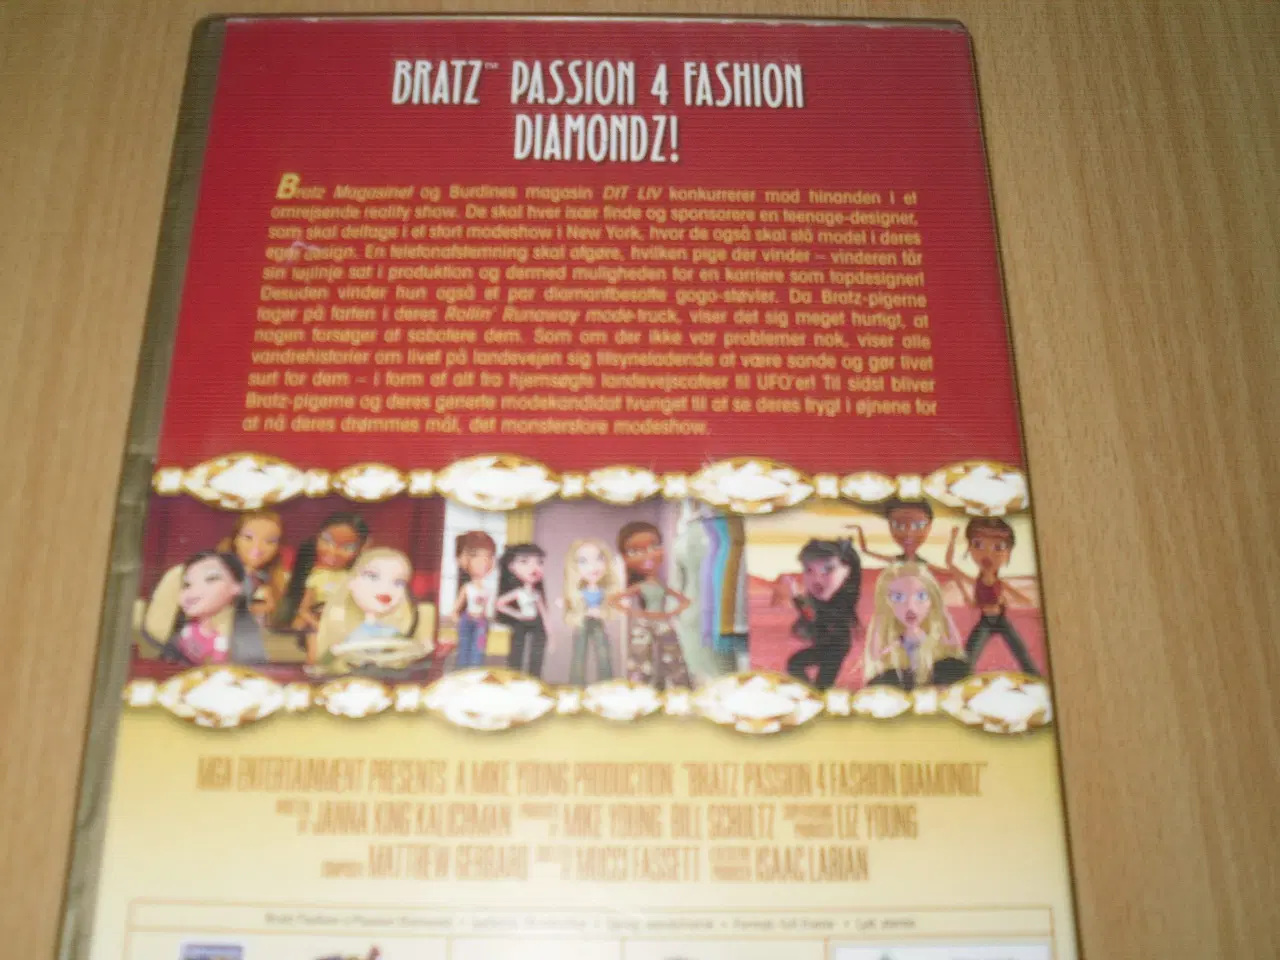 BRATZ™ PASSION 4 FASHION
DIAMONDZ!
Bratz Magasinet og Burdines magasin DIT LIV konkurrerer mod hinanden i et
omrejsende reality show. De skal hver især finde og sponsorere en teenage-designer,
som skal deltage i et stort modeshow i New York, hvor de også skal stå model i deres
eget design. En telefonafstemning skal afgøre, hvilken pige der vinder – vinderen får
sin tøjlinje sat i produktion og dermed muligheden for en karriere som topdesigner!
Desuden vinder hun også et par diamantbesatte gogo-støvler. Da Bratz-pigerne
tager på farten i deres Rollin' Runaway mode-truck, viser det sig meget hurtigt, at
nogen forsøger at sabotere dem. Som om der ikke var problemer nok, viser alle
vandrehistorier om livet på landevejen sig tilsyneladende at være sande og gør livet
surt for dem – i form af alt fra hjemsøgte landevejscafeer til UFO'er! Til sidst bliver
Bratz-pigerne og deres generte modekandidat tvunget til at se deres frygt i øjnene for
at nå deres drømmes mål, det monsterstore modeshow.
MGA ENTERTAINMENT PRESENTS A MIKE YOUNG PRODUCTION "BRATZ PASSION 4 FASHION DIAMONDZ"
BY JANNA KING KALICHMAN BY MIKE YOUNG BILL SCHULTZ LIZ YOUNG
MATTHEW GERRARD BY MUCCI FASSETT ISAAC LARIAN